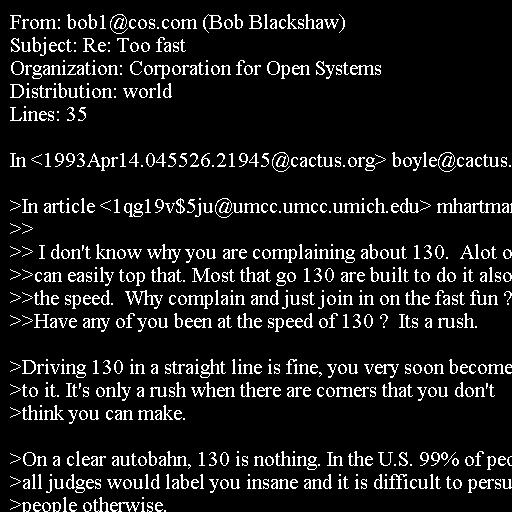 From: bob1@cos.com (Bob Blackshaw)
Subject: Re: Too fast
Organization: Corporation for Open Systems
Distribution: world
Lines: 35
In <1993Apr14.045526.21945@cactus.org> boyle@cactus.
>In article <1qg19v$5ju@umcc.umcc.umich.edu> mhartma
>>
>> I don't know why you are complaining about 130.  Alot o
>>can easily top that. Most that go 130 are built to do it also
>>the speed.  Why complain and just join in on the fast fun ?
>>Have any of you been at the speed of 130 ?  Its a rush.
>Driving 130 in a straight line is fine, you very soon become
>to it. It's only a rush when there are corners that you don't
>think you can make.
>On a clear autobahn, 130 is nothing. In the U.S. 99% of peo
>all judges would label you insane and it is difficult to persu
>people otherwise.